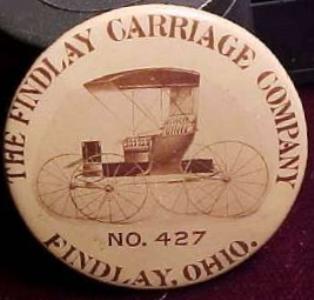 THE FINDLAY CARRIAGE COMPANY
NO. 427
FINDLAY, OHIO.